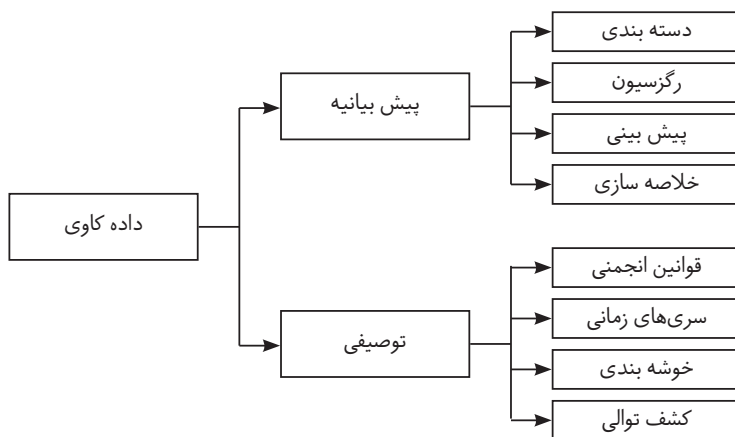 داده کاوی
پیش بیانیه
دسته بندی
رگزسیون
پیش بینی
خلاصه سازی
توصیفی
قوانین انجمنی
سری‌های زمانی
خوشه بندی
کشف توالی